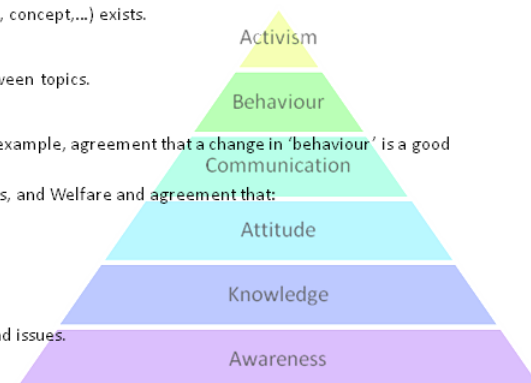 , concept,...) exists.
Activism
ween topics.
Behaviour
example, agreement that a change in ‘behaviour’ is a good
Communication
s, and Welfare and agreement that:
Attitude
Knowledge
nd issues.
Awareness